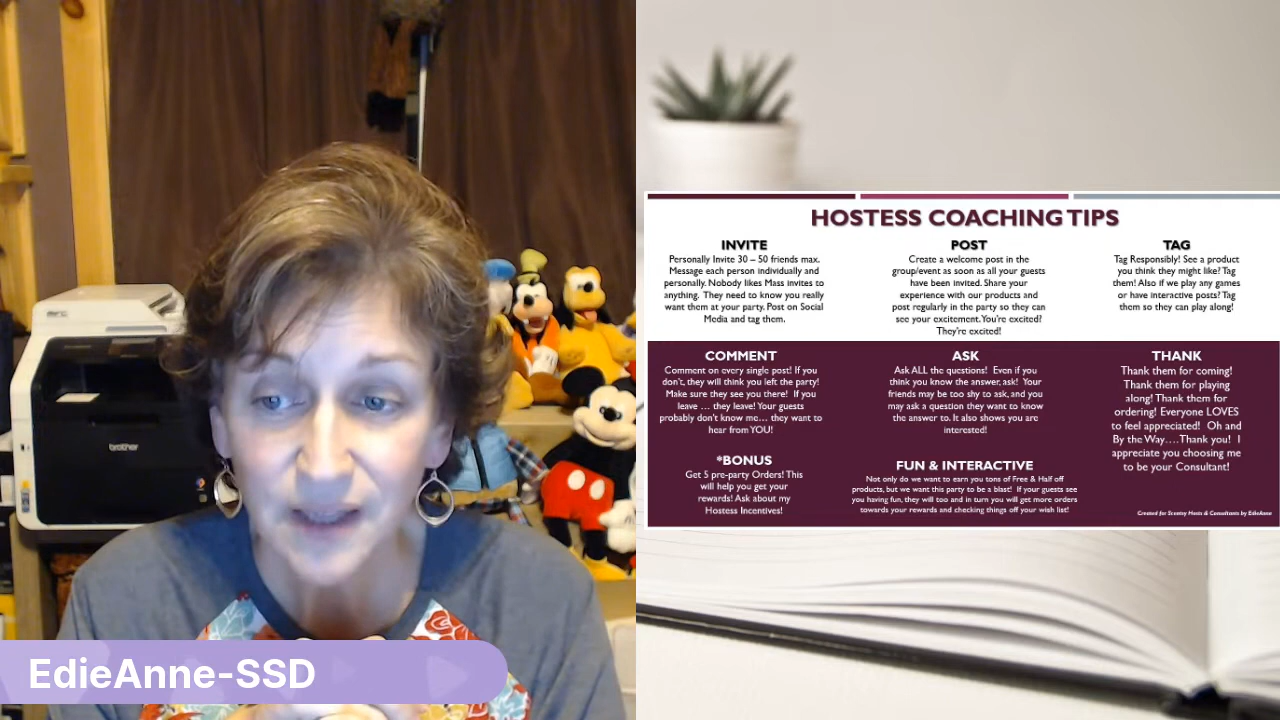 brother
EdieAnne-SSD
HOSTESS COACHING TIPS
INVITE
Personally Invite 30 – 50 friends max.
Message each person individually and
personally. Nobody likes Mass invites to
anything. They need to know you really
want them at your party. Post on Social
Media and tag them.
POST
Create a welcome post in the
group/event as soon as all your guests
have been invited. Share your
experience with our products and
post regularly in the party so they can
see your excitement. You're excited?
They're excited!
TAG
Tag Responsibly! See a product
you think they might like? Tag
them! Also if we play any games
or have interactive posts? Tag
them so they can play along!
COMMENT
Comment on every single post! If you
don't, they will think you left the party!
Make sure they see you there! If you
leave … they leave! Your guests
probably don't know me… they want to
hear from YOU!
ASK
Ask ALL the questions! Even if you
think you know the answer, ask! Your
friends may be too shy to ask, and you
may ask a question they want to know
the answer to. It also shows you are
interested!
THANK
Thank them for coming!
Thank them for playing
along! Thank them for
ordering! Everyone LOVES
to feel appreciated! Oh and
By the Way….Thank you! I
appreciate you choosing me
to be your Consultant!
*BONUS
Get 5 pre-party Orders! This
will help you get your
rewards! Ask about my
Hostess Incentives!
FUN & INTERACTIVE
Not only do we want to earn you tons of Free & Half off
products, but we want this party to be a blast! If your guests see
you having fun, they will too and in turn you will get more orders
towards your rewards and checking things off your wish list!
Created for Scentsy Hosts & Consultants by EdieAnne